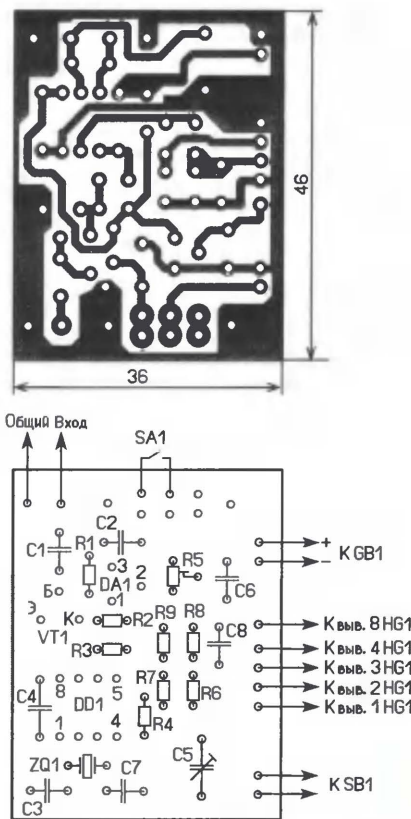 46
36
Общий Вход
SA1
C1
R1
C2
3
DA1
2
1
R5
C6
+
−
К GB1
Б
Э
К
VT1
R2
R9
R8
C8
R3
К выв. 8 HG1
К выв. 4 HG1
К выв. 3 HG1
К выв. 2 HG1
К выв. 1 HG1
C4
8
5
DD1
1
4
R7
R6
R4
ZQ1
C5
C3
C7
К SB1